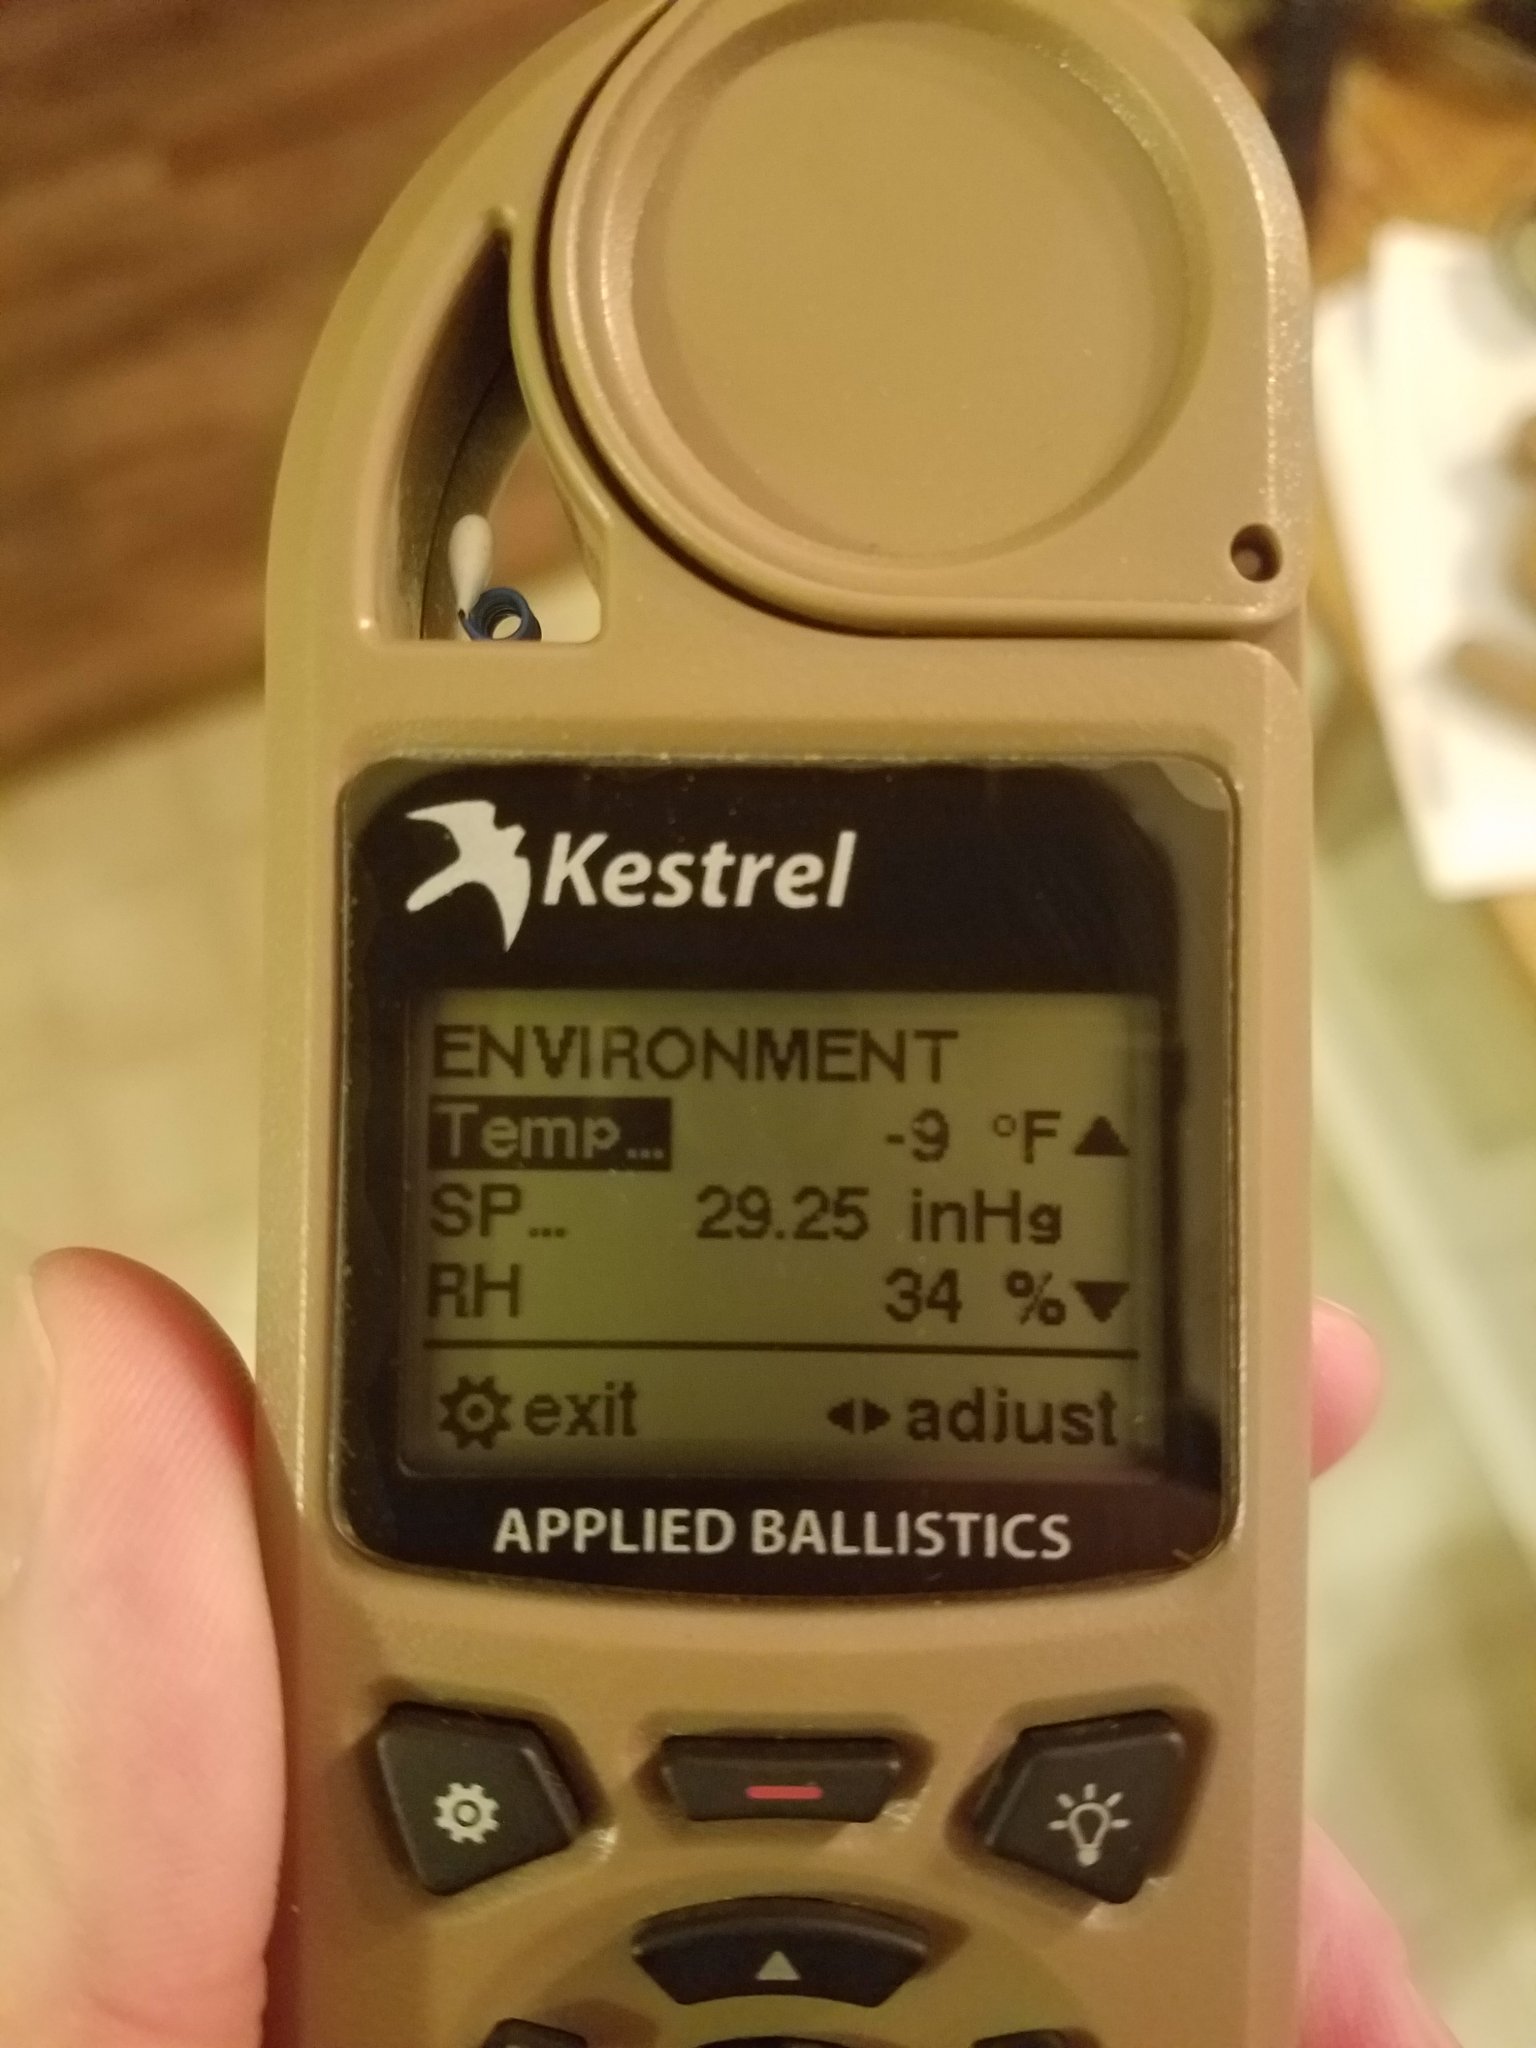 Kestrel
ENVIRONMENT
Temp... -9 °F▲
SP... 29.25 inHg
RH 34 %▼
exit ◂▸adjust
APPLIED BALLISTICS